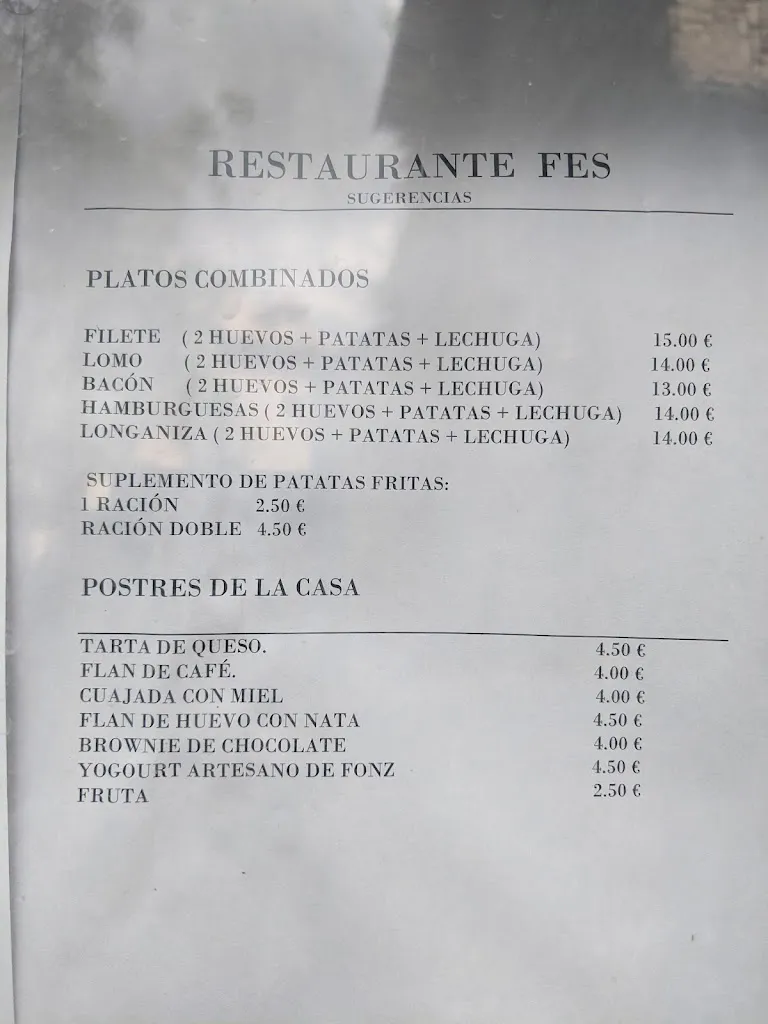 RESTAURANTE FES
SUGERENCIAS
PLATOS COMBINADOS
FILETE ( 2 HUEVOS + PATATAS + LECHUGA) 15.00 €
LOMO ( 2 HUEVOS + PATATAS + LECHUGA) 14.00 €
BACÓN ( 2 HUEVOS + PATATAS + LECHUGA) 13.00 €
HAMBURGUESAS ( 2 HUEVOS + PATATAS + LECHUGA) 14.00 €
LONGANIZA ( 2 HUEVOS + PATATAS + LECHUGA) 14.00 €
SUPLEMENTO DE PATATAS FRITAS:
1 RACIÓN 2.50 €
RACIÓN DOBLE 4.50 €
POSTRES DE LA CASA
TARTA DE QUESO. 4.50 €
FLAN DE CAFÉ. 4.00 €
CUAJADA CON MIEL 4.00 €
FLAN DE HUEVO CON NATA 4.50 €
BROWNIE DE CHOCOLATE 4.00 €
YOGOURT ARTESANO DE FONZ 4.50 €
FRUTA 2.50 €